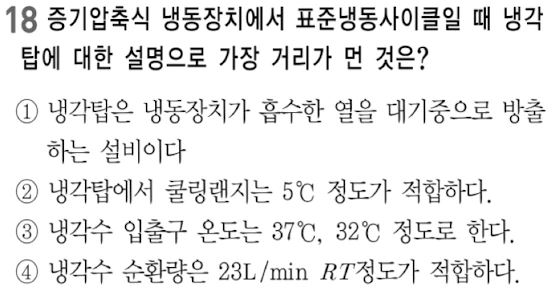 18 증기압축식 냉동장치에서 표준냉동사이클일 때 냉각
탑에 대한 설명으로 가장 거리가 먼 것은?
① 냉각탑은 냉동장치가 흡수한 열을 대기중으로 방출
하는 설비이다
② 냉각탑에서 쿨링랜지는 5℃ 정도가 적합하다.
③ 냉각수 입출구 온도는 37℃, 32℃ 정도로 한다.
④ 냉각수 순환량은 23L/min RT정도가 적합하다.